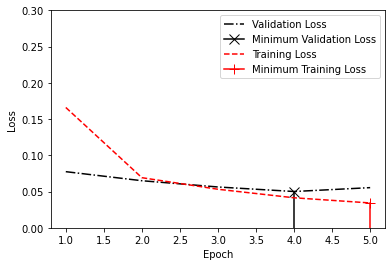 Validation Loss
Minimum Validation Loss
Training Loss
Minimum Training Loss
0.30
0.25
0.20
0.15
0.10
0.05
0.00
Loss
1.0 1.5 2.0 2.5 3.0 3.5 4.0 4.5 5.0
Epoch